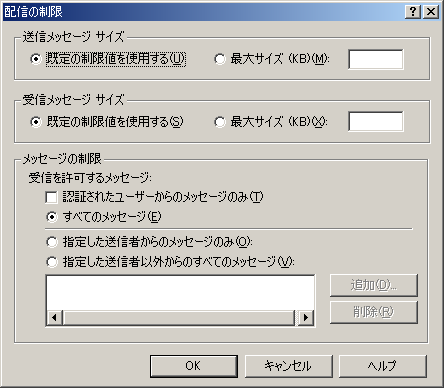 配信の制限
送信メッセージ サイズ
既定の制限値を使用する(U)
最大サイズ (KB)(M):
受信メッセージ サイズ
既定の制限値を使用する(S)
最大サイズ (KB)(X):
メッセージの制限
受信を許可するメッセージ:
認証されたユーザーからのメッセージのみ(T)
すべてのメッセージ(E)
指定した送信者からのメッセージのみ(O):
指定した送信者以外からのすべてのメッセージ(V):
追加(D)...
削除(R)
OK
キャンセル
ヘルプ